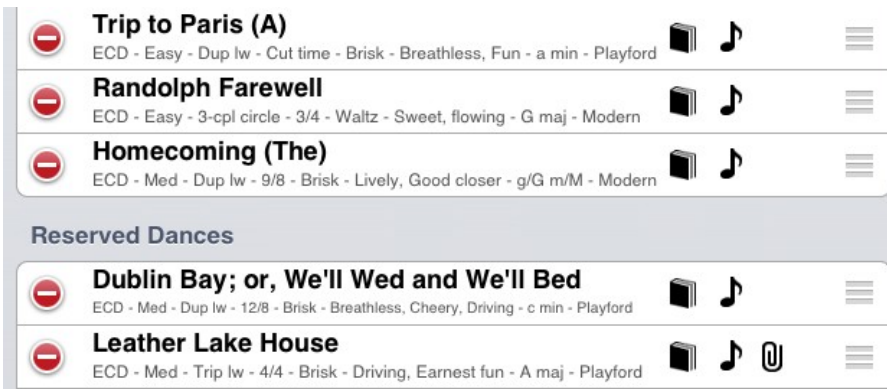 Trip to Paris (A)
ECD - Easy - Dup lw - Cut time - Brisk - Breathless, Fun - a min - Playford
Randolph Farewell
ECD - Easy - 3-cpl circle - 3/4 - Waltz - Sweet, flowing - G maj - Modern
Homecoming (The)
ECD - Med - Dup lw - 9/8 - Brisk - Lively, Good closer - g/G m/M - Modern
Reserved Dances
Dublin Bay; or, We'll Wed and We'll Bed
ECD - Med - Dup lw - 12/8 - Brisk - Breathless, Cheery, Driving - c min - Playford
Leather Lake House
ECD - Med - Trip lw - 4/4 - Brisk - Driving, Earnest fun - A maj - Playford